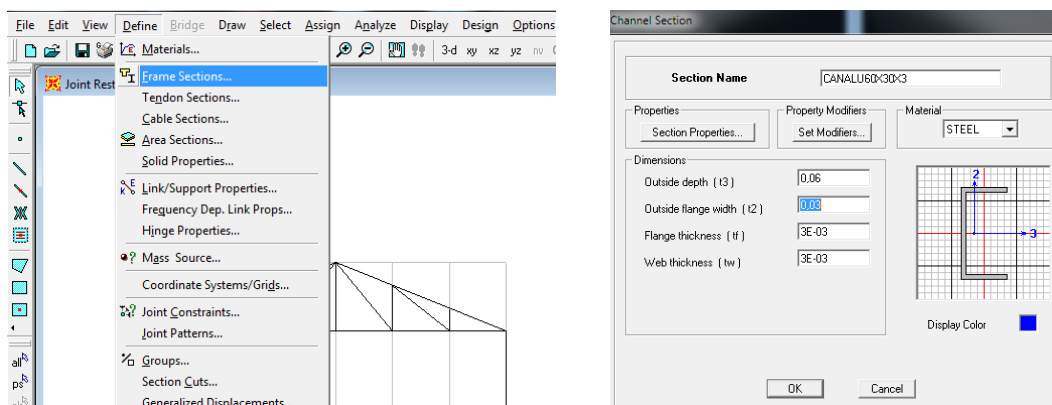 File Edit View Define Bridge Draw Select Assign Analyze Display Design Options
Materials...
3-d xy xz yz nv
Frame Sections...
Joint Rest
Tendon Sections...
Cable Sections...
Area Sections...
Solid Properties...
Link/Support Properties...
Frequency Dep. Link Props...
Hinge Properties...
Mass Source...
Coordinate Systems/Grids...
Joint Constraints...
Joint Patterns...
Groups...
all
Section Cuts...
ps
Generalized Displacements
Channel Section
Section Name CANALU60X30X3
Properties Property Modifiers Material
Section Properties... Set Modifiers... STEEL
Dimensions
Outside depth ( t3 ) 0,06
Outside flange width ( t2 ) 0,03
Flange thickness ( tf ) 3E-03
Web thickness ( tw ) 3E-03
2
3
Display Color
OK Cancel